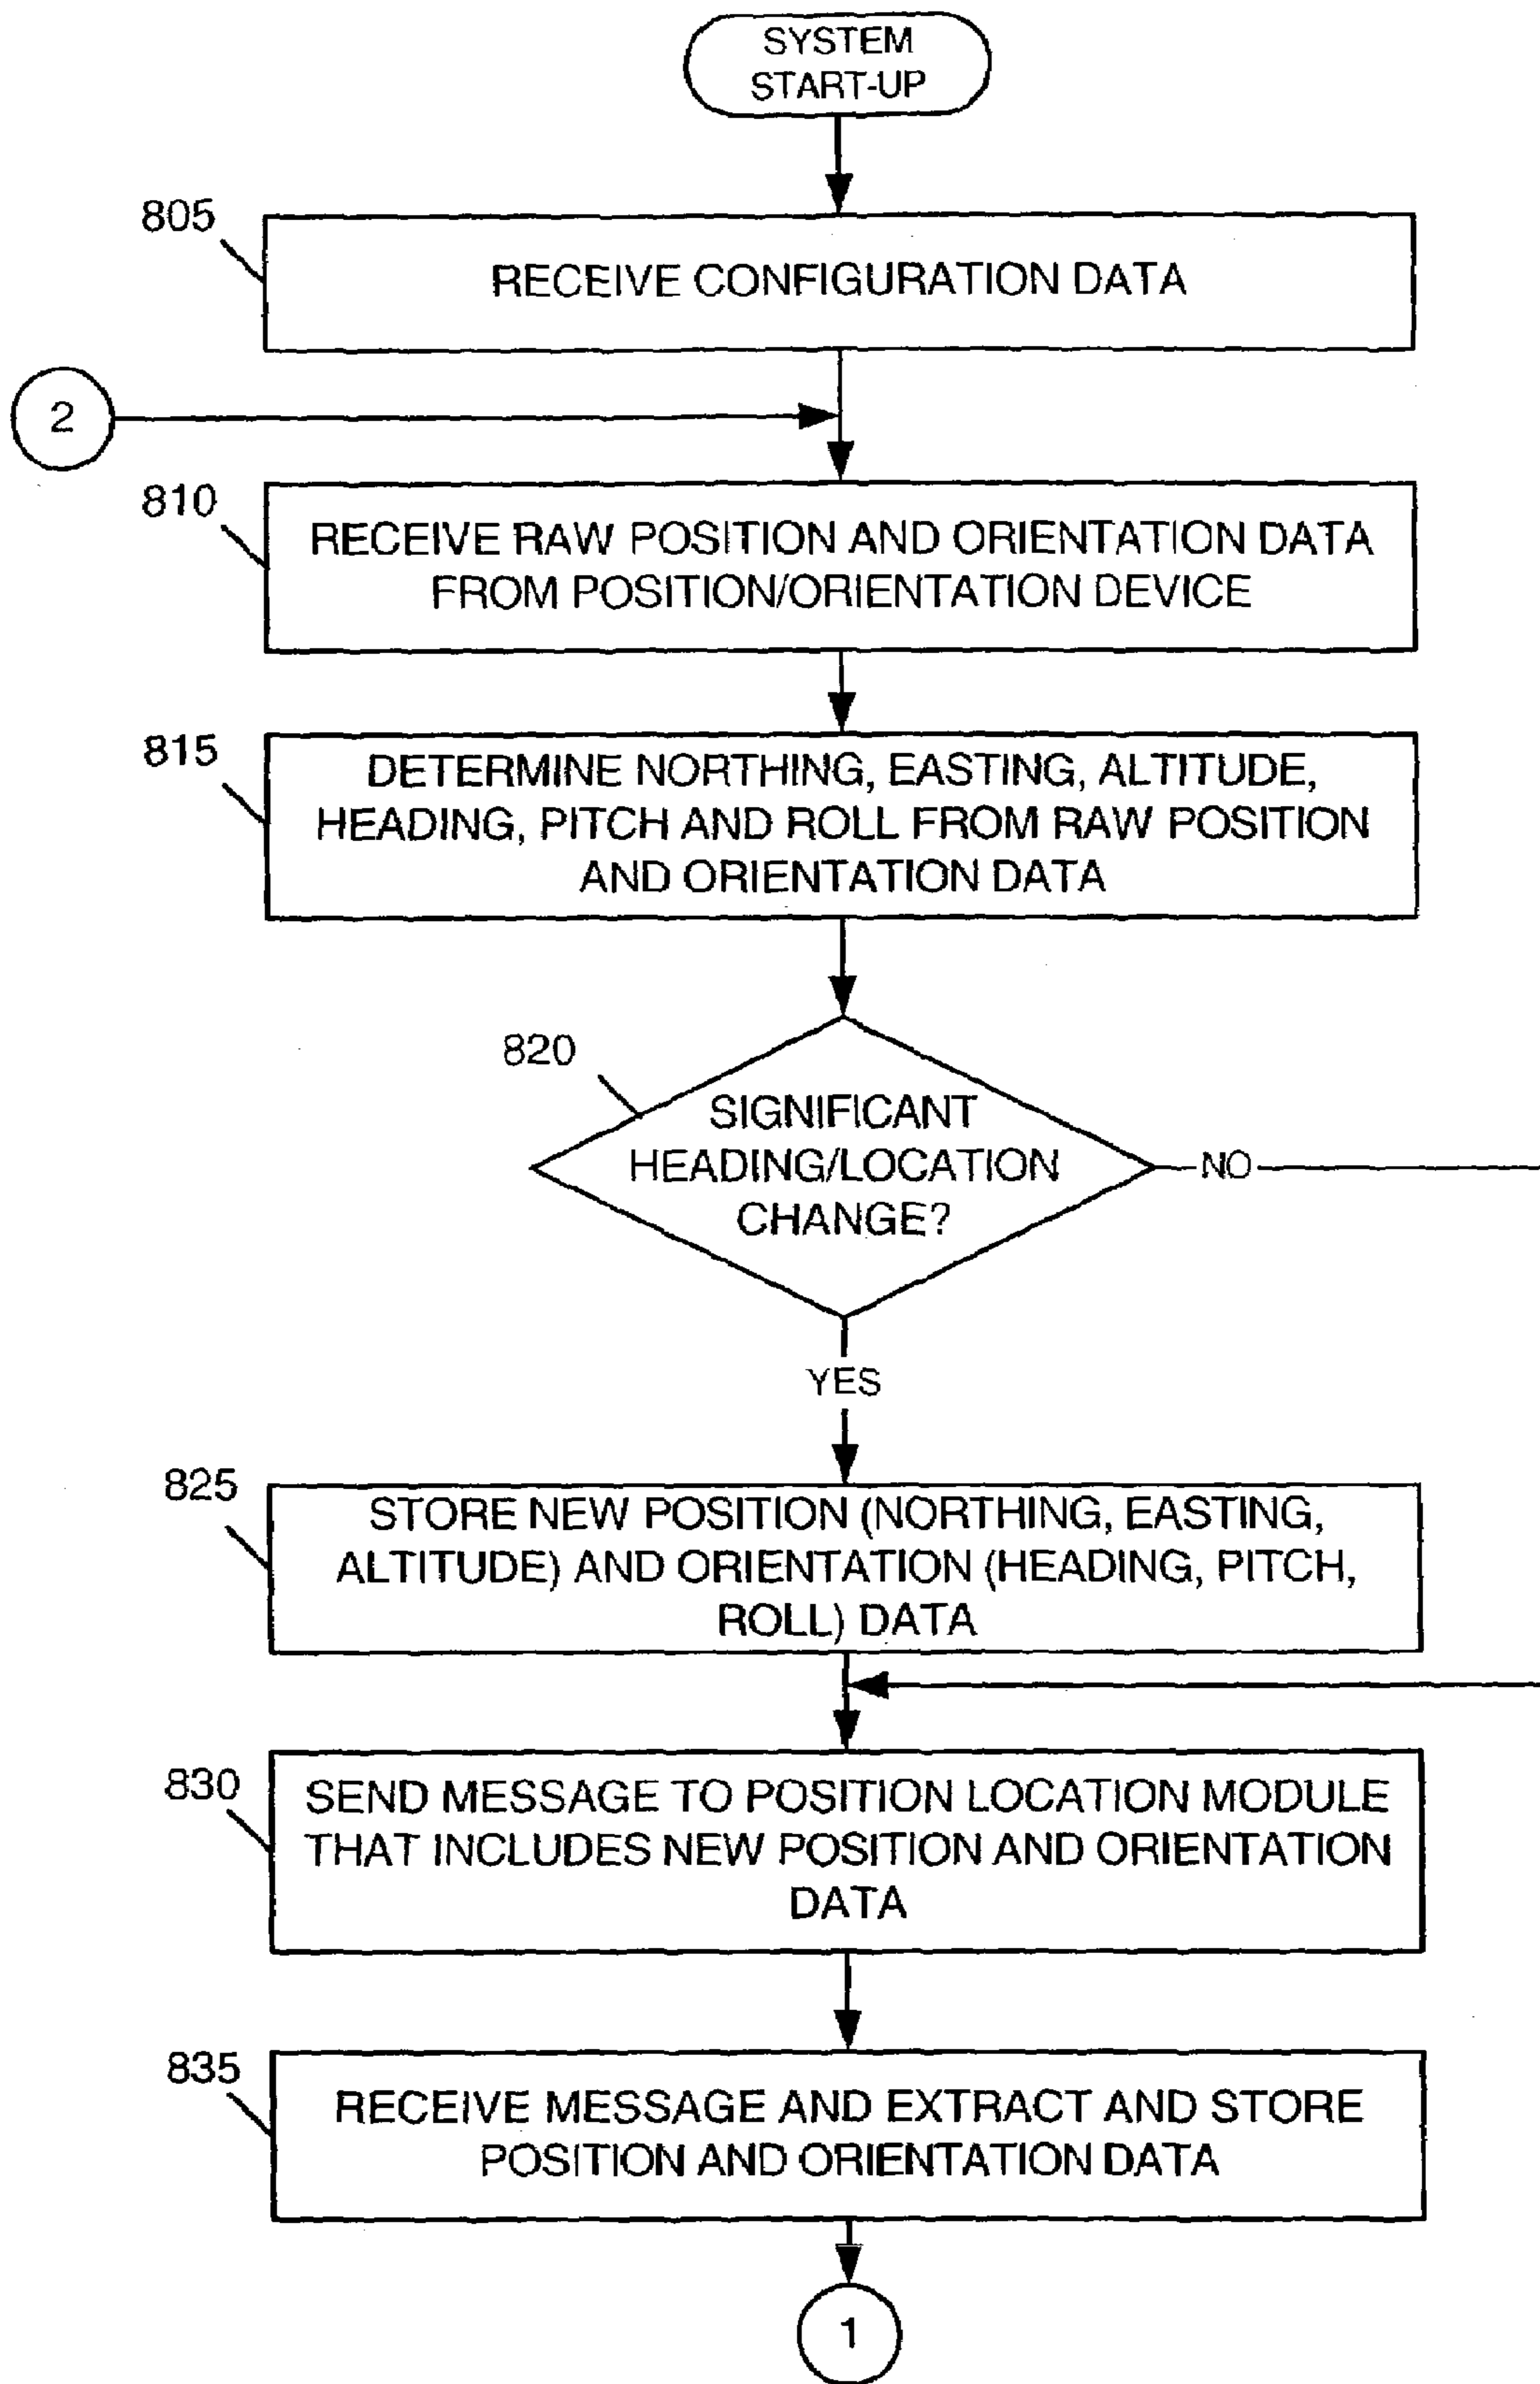 SYSTEM
START-UP
805
RECEIVE CONFIGURATION DATA
2
810
RECEIVE RAW POSITION AND ORIENTATION DATA
FROM POSITION/ORIENTATION DEVICE
815
DETERMINE NORTHING, EASTING, ALTITUDE,
HEADING, PITCH AND ROLL FROM RAW POSITION
AND ORIENTATION DATA
820
SIGNIFICANT
HEADING/LOCATION
CHANGE?
NO
YES
825
STORE NEW POSITION (NORTHING, EASTING,
ALTITUDE) AND ORIENTATION (HEADING, PITCH,
ROLL) DATA
830
SEND MESSAGE TO POSITION LOCATION MODULE
THAT INCLUDES NEW POSITION AND ORIENTATION
DATA
835
RECEIVE MESSAGE AND EXTRACT AND STORE
POSITION AND ORIENTATION DATA
1